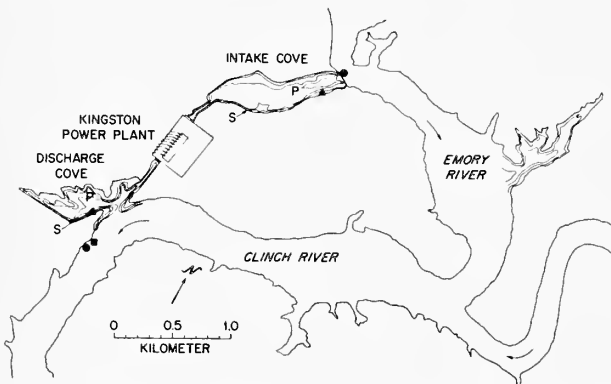 INTAKE COVE
P
S
KINGSTON
POWER PLANT
DISCHARGE
COVE
P
S
EMORY
RIVER
CLINCH RIVER
N
0 0.5 1.0
KILOMETER